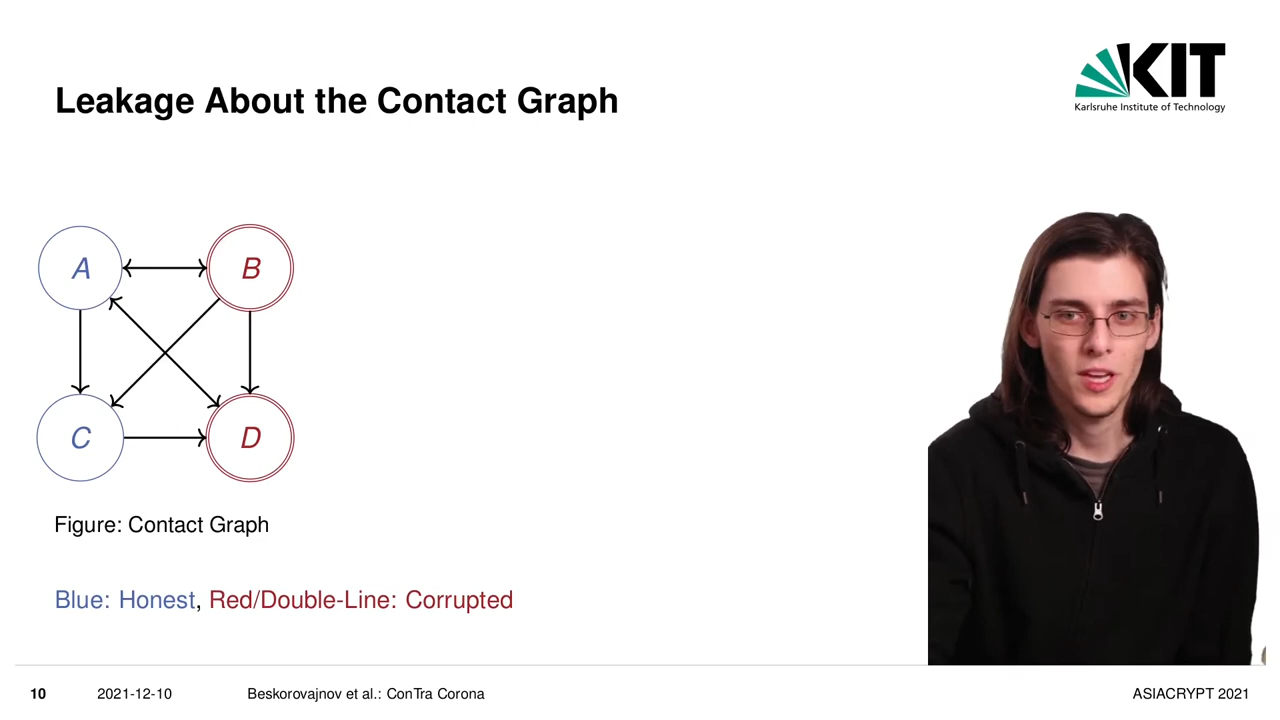 Leakage About the Contact Graph
KIT
Karlsruhe Institute of Technology
A
B
C
D
Figure: Contact Graph
Blue: Honest, Red/Double-Line: Corrupted
10 2021-12-10 Beskorovajnov et al.: ConTra Corona ASIACRYPT 2021